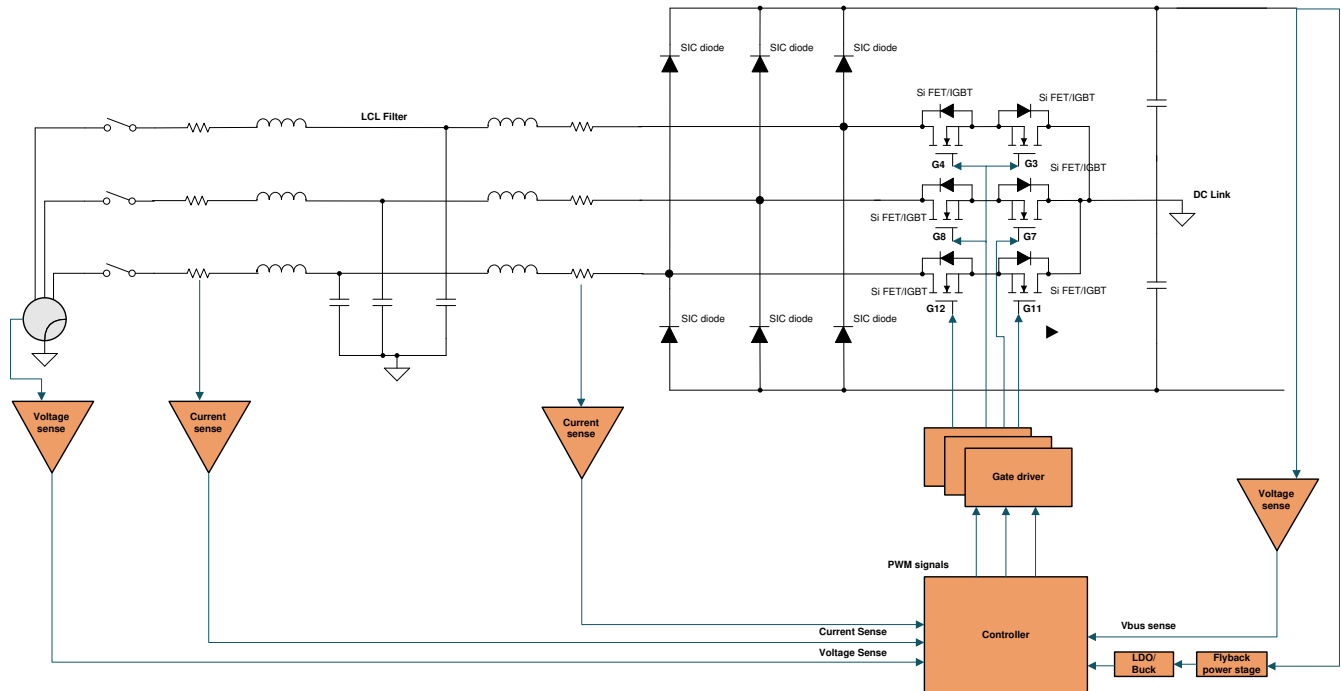 SIC diode
SIC diode
SIC diode
Si FET/IGBT
Si FET/IGBT
LCL Filter
G4
G3
Si FET/IGBT
DC Link
Si FET/IGBT
G8
G7
Si FET/IGBT
Si FET/IGBT
G12
G11
SIC diode
SIC diode
SIC diode
Voltage
sense
Current
sense
Current
sense
Gate driver
Voltage
sense
PWM signals
Vbus sense
Current Sense
Controller
Voltage Sense
LDO/
Buck
Flyback
power stage